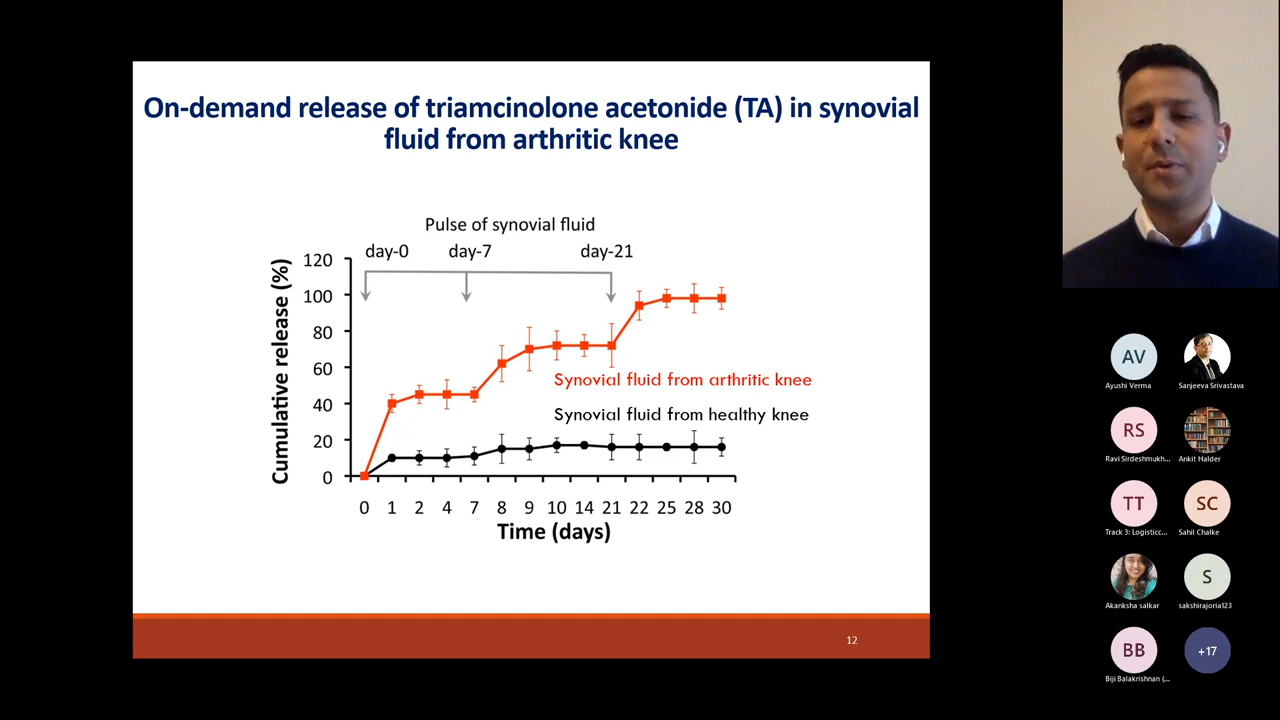 On-demand release of triamcinolone acetonide (TA) in synovial
fluid from arthritic knee
Pulse of synovial fluid
day-0 day-7 day-21
Cumulative release (%)
120
100
80
60
40
20
0
Synovial fluid from arthritic knee
Synovial fluid from healthy knee
0 1 2 4 7 8 9 10 14 21 22 25 28 30
Time (days)
12
AV
Ayushi Verma
Sanjeeva Srivastava
RS
Ravi Sirdeshmukh...
Ankit Halder
TT
Track 3: Logisticc...
SC
Sahil Chalke
Akanksha salkar
S
sakshirajoria123
BB
Biji Balakrishnan (...
+17